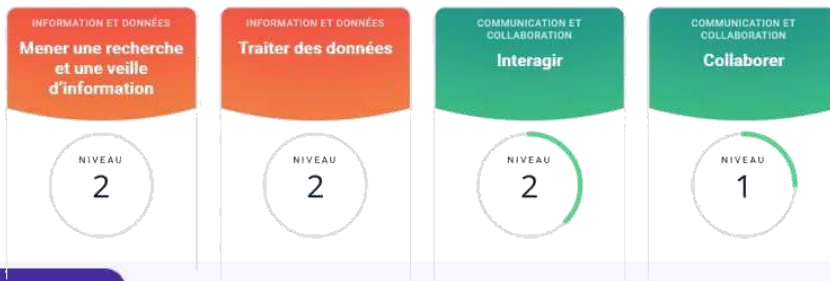 INFORMATION ET DONNÉES
Mener une recherche
et une veille
d'information
NIVEAU
2
INFORMATION ET DONNÉES
Traiter des données
NIVEAU
2
COMMUNICATION ET
COLLABORATION
Interagir
NIVEAU
2
COMMUNICATION ET
COLLABORATION
Collaborer
NIVEAU
1